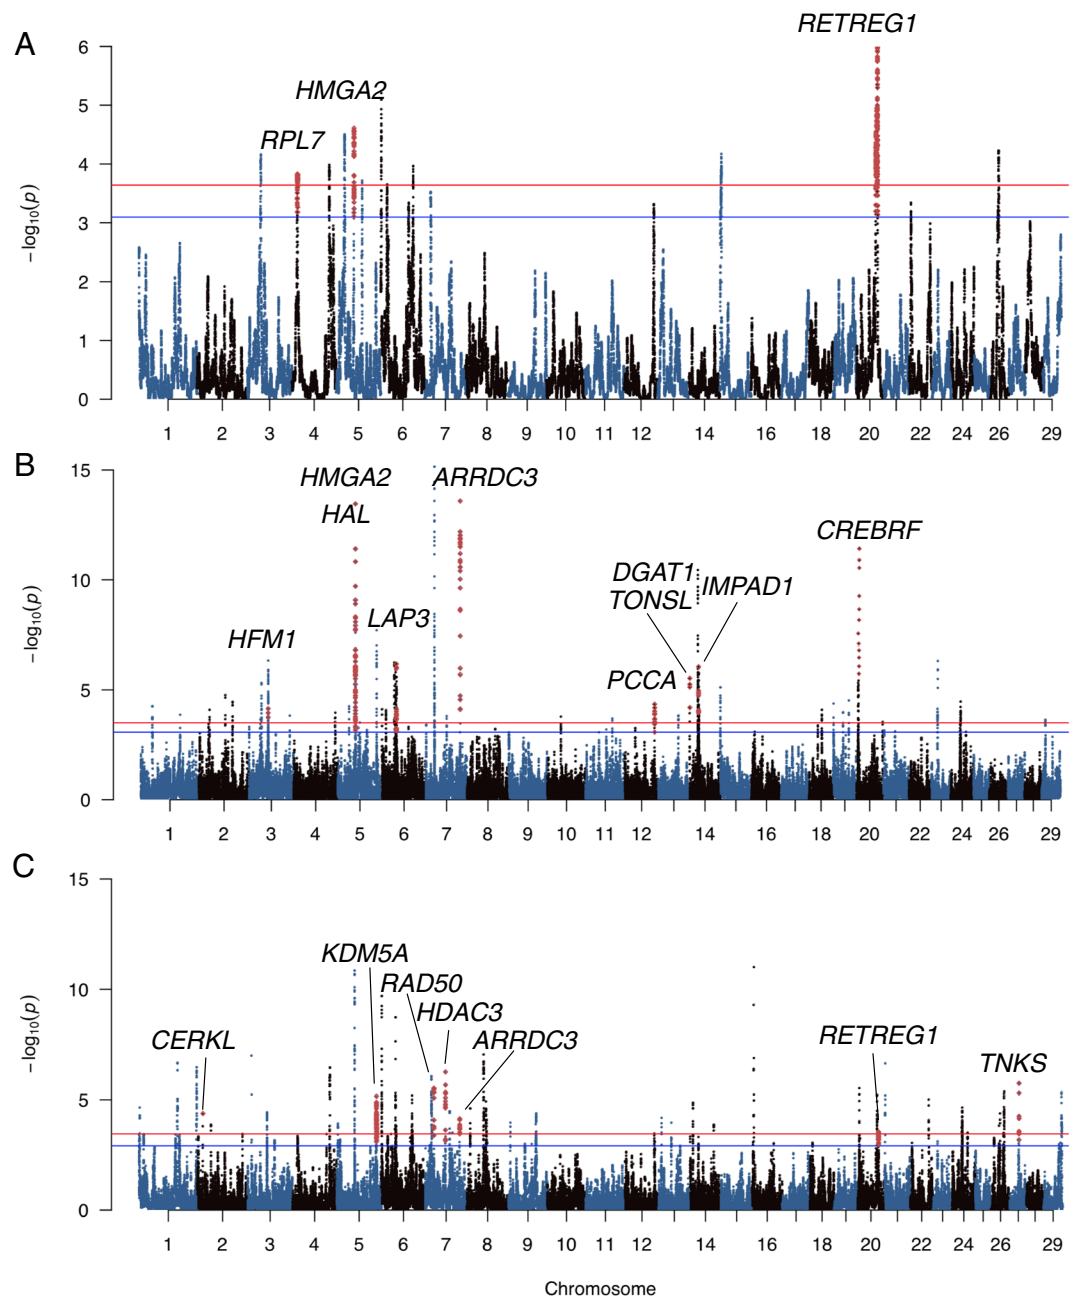 A
RETREG1
HMGA2
RPL7
6
5
4
3
2
1
0
−log10(p)
1 2 3 4 5 6 7 8 9 10 11 12 14 16 18 20 22 24 26 29
B
HMGA2 ARRDC3
HAL
CREBRF
DGAT1 IMPAD1
TONSL
LAP3
HFM1
PCCA
15
10
5
0
−log10(p)
1 2 3 4 5 6 7 8 9 10 11 12 14 16 18 20 22 24 26 29
C
KDM5A
RAD50
HDAC3
CERKL
ARRDC3
RETREG1
TNKS
15
10
5
0
−log10(p)
1 2 3 4 5 6 7 8 9 10 11 12 14 16 18 20 22 24 26 29
Chromosome